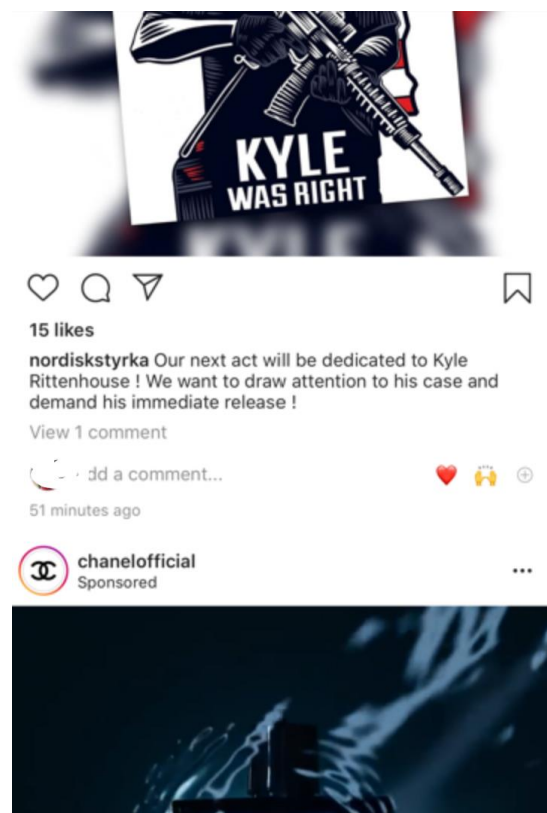 KYLE
WAS RIGHT
15 likes
nordiskstyrka Our next act will be dedicated to Kyle
Rittenhouse ! We want to draw attention to his case and
demand his immediate release !
View 1 comment
dd a comment...
51 minutes ago
chanelofficial
Sponsored